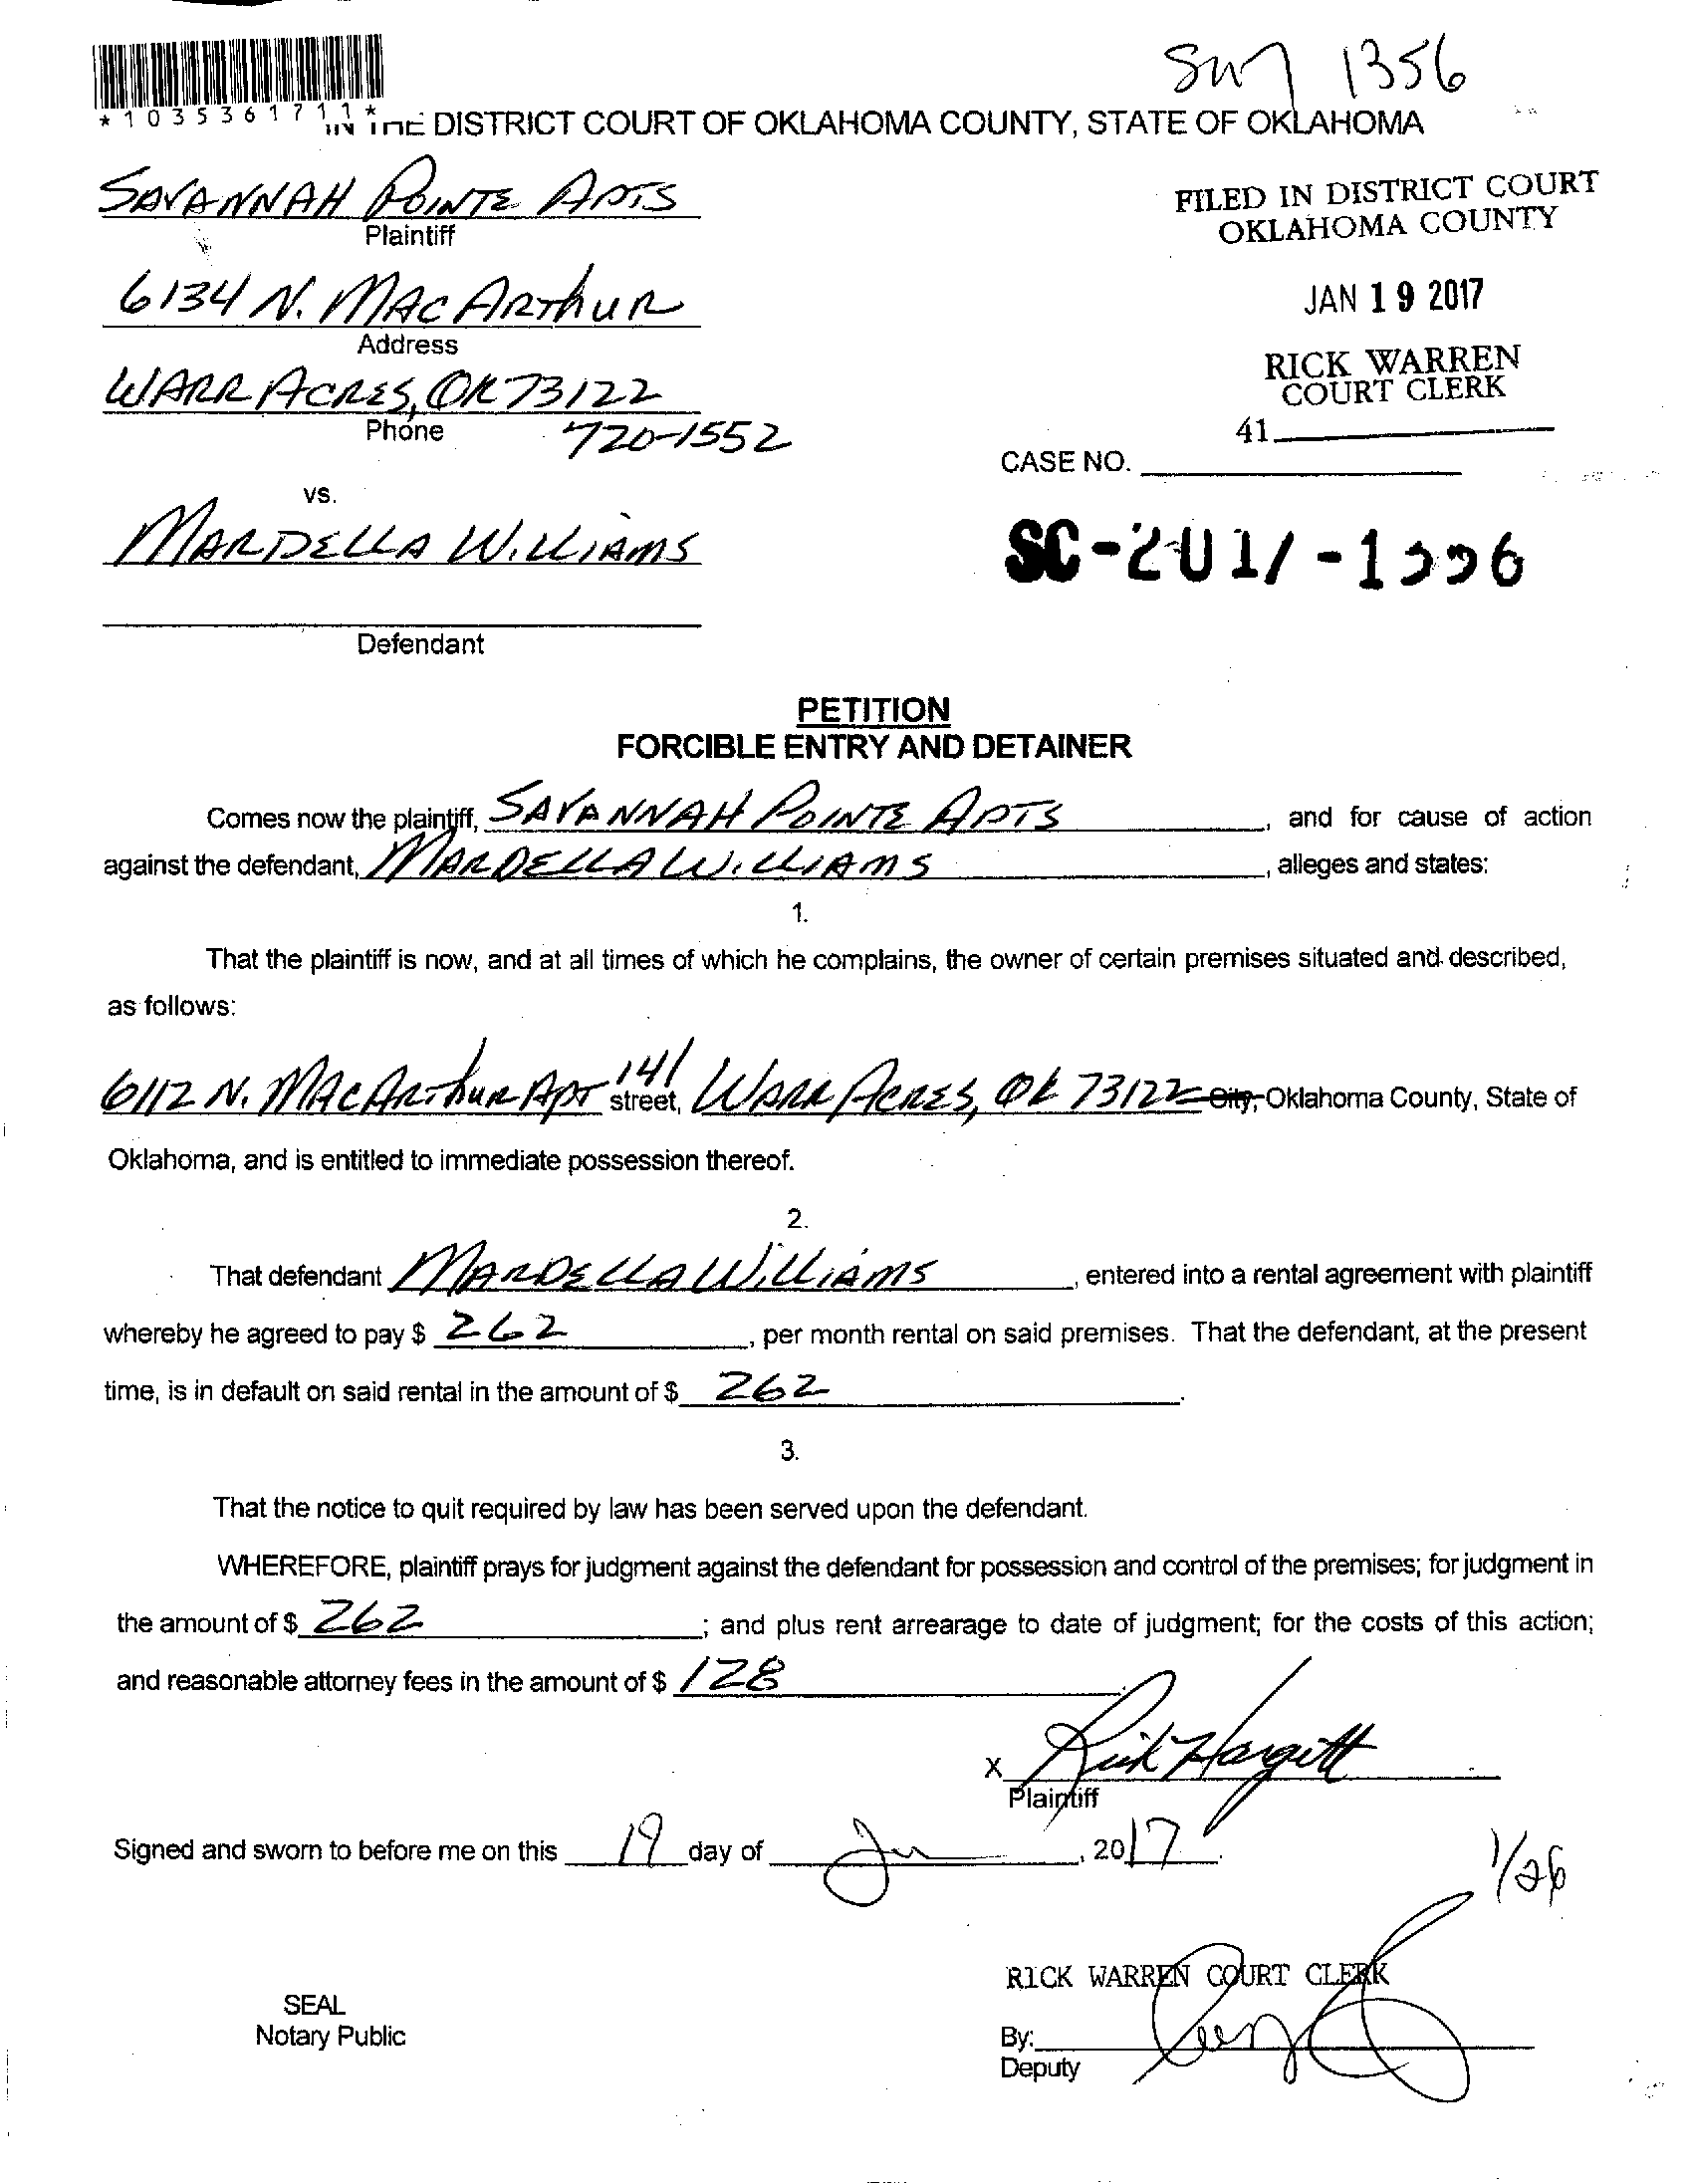 1356
*1035361711*
IN THE DISTRICT COURT OF OKLAHOMA COUNTY, STATE OF OKLAHOMA
SAVANNAH POINTE APTS
Plaintiff
FILED IN DISTRICT COURT
OKLAHOMA COUNTY
6134 N. MACARTHUR
Address
JAN 19 2017
RICK WARREN
COURT CLERK
WARR ACRES, OK 73122
Phone 720-1552
41
CASE NO.
vs.
MARDELLA WILLIAMS
SC-2017-
Defendant
PETITION
FORCIBLE ENTRY AND DETAINER
Comes now the plaintiff, SAVANNAH POINTE APTS, and for cause of action
against the defendant, MARDELLA WILLIAMS, alleges and states:
1.
That the plaintiff is now, and at all times of which he complains, the owner of certain premises situated and described,
as follows:
6112 N. MACARTHUR APT 141 street, WARR ACRES, OK 73122 City, Oklahoma County, State of
Oklahoma, and is entitled to immediate possession thereof.
2.
That defendant MARDELLA WILLIAMS, entered into a rental agreement with plaintiff
whereby he agreed to pay $ 262, per month rental on said premises. That the defendant, at the present
time, is in default on said rental in the amount of $ 262.
3.
That the notice to quit required by law has been served upon the defendant.
WHEREFORE, plaintiff prays for judgment against the defendant for possession and control of the premises; for judgment in
the amount of $ 262; and plus rent arrearage to date of judgment; for the costs of this action;
and reasonable attorney fees in the amount of $ 128.
X Rick Hargitt
Plaintiff
Signed and sworn to before me on this 19 day of Jan, 2017.
1/26
RICK WARREN COURT CLERK
SEAL
Notary Public
By:
Deputy